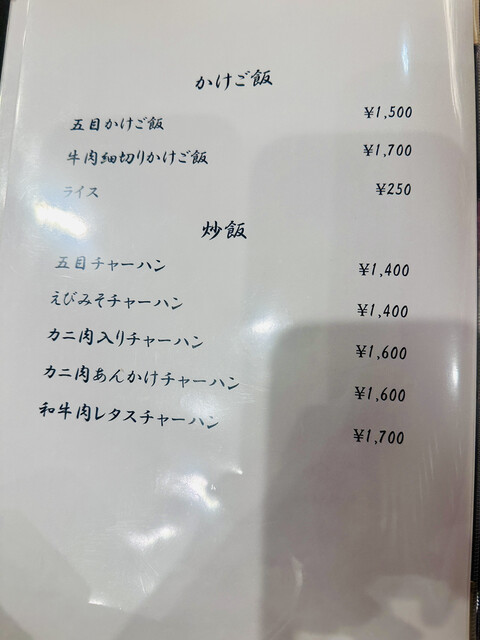 かけご飯
五目かけご飯 ¥1,500
牛肉細切りかけご飯 ¥1,700
ライス ¥250
炒飯
五目チャーハン ¥1,400
えびみそチャーハン ¥1,400
カニ肉入りチャーハン ¥1,600
カニ肉あんかけチャーハン ¥1,600
和牛肉レタスチャーハン ¥1,700